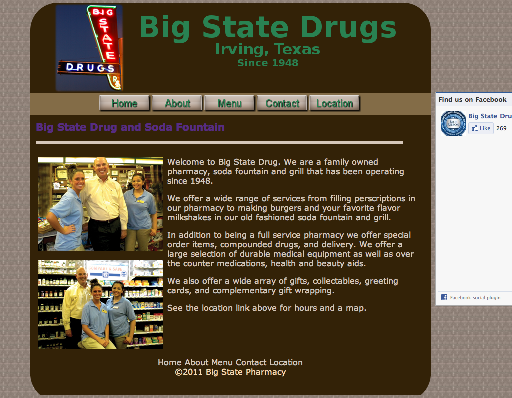 BIG
STATE
DRUGS
Big State Drugs
Irving, Texas
Since 1948
Home About Menu Contact Location
Find us on Facebook
Big State Dru
Like 269
Big State Drug and Soda Fountain
Welcome to Big State Drug. We are a family owned
pharmacy, soda fountain and grill that has been operating
since 1948.
We offer a wide range of services from filling perscriptions in
our pharmacy to making burgers and your favorite flavor
milkshakes in our old fashioned soda fountain and grill.
In addition to being a full service pharmacy we offer special
order items, compounded drugs, and delivery. We offer a
large selection of durable medical equipment as well as over
the counter medications, health and beauty aids.
We also offer a wide array of gifts, collectables, greeting
cards, and complementary gift wrapping.
See the location link above for hours and a map.
Facebook social plugin
Home About Menu Contact Location
©2011 Big State Pharmacy